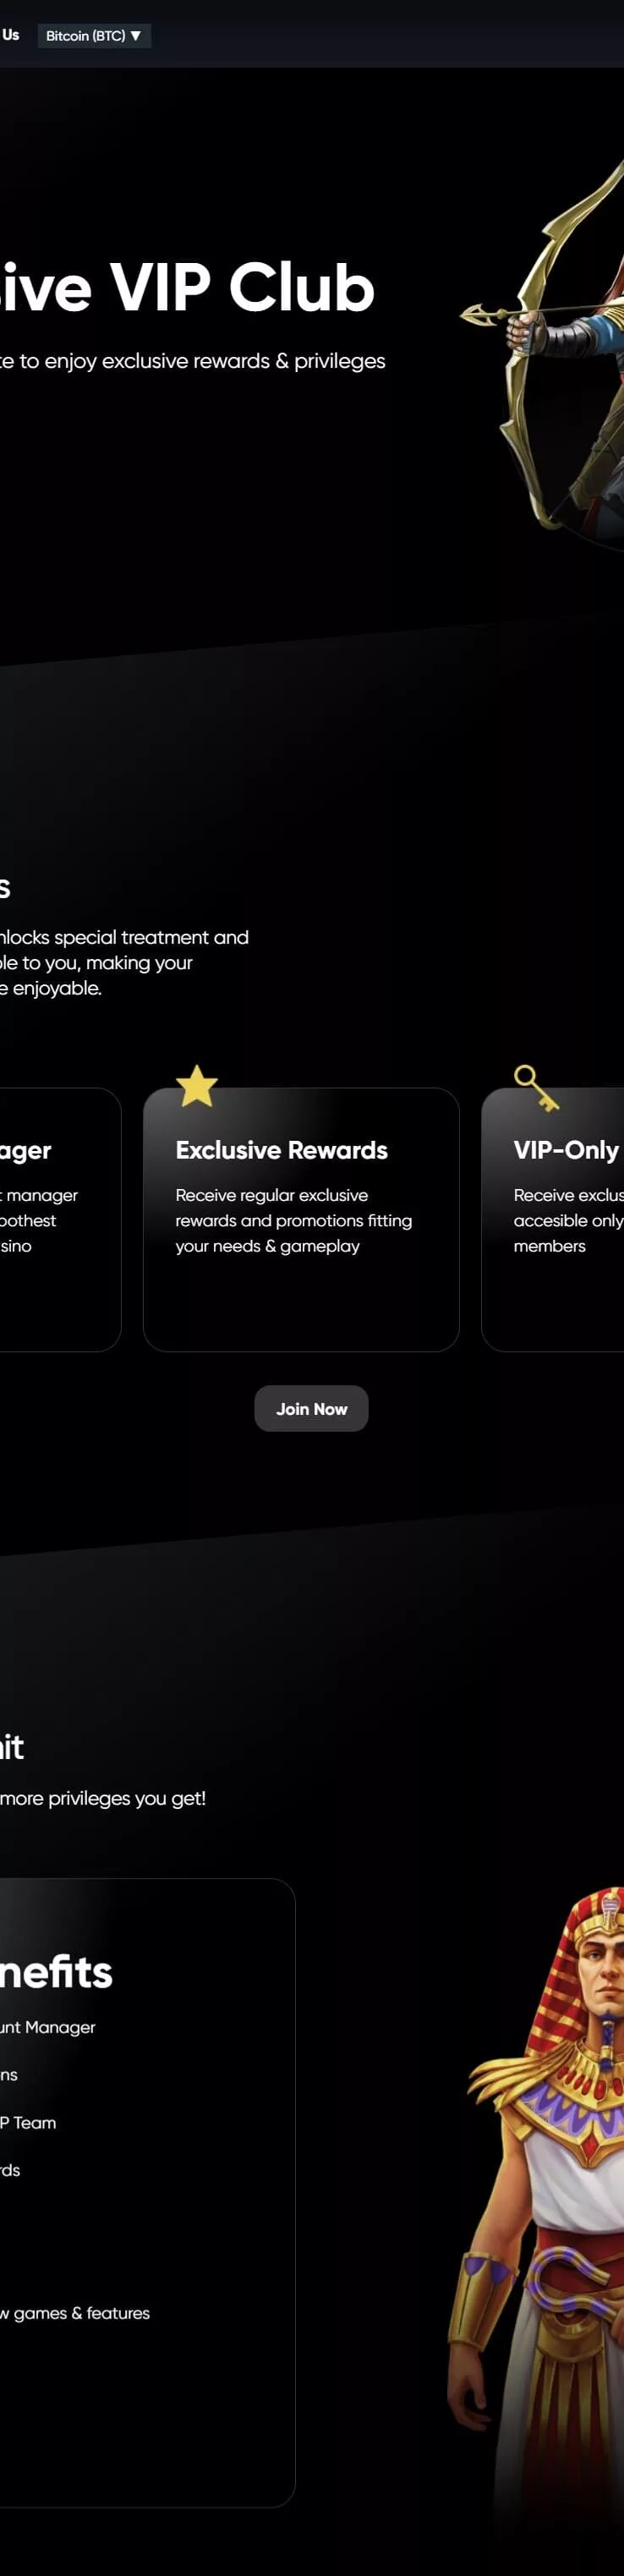 Us
Bitcoin (BTC) ▼
ive VIP Club
te to enjoy exclusive rewards & privileges
s
nlocks special treatment and
ole to you, making your
e enjoyable.
ager
t manager
oothest
sino
Exclusive Rewards
Receive regular exclusive
rewards and promotions fitting
your needs & gameplay
VIP-Only
Receive exclus
accesible only
members
Join Now
it
more privileges you get!
nefits
unt Manager
ns
P Team
rds
w games & features